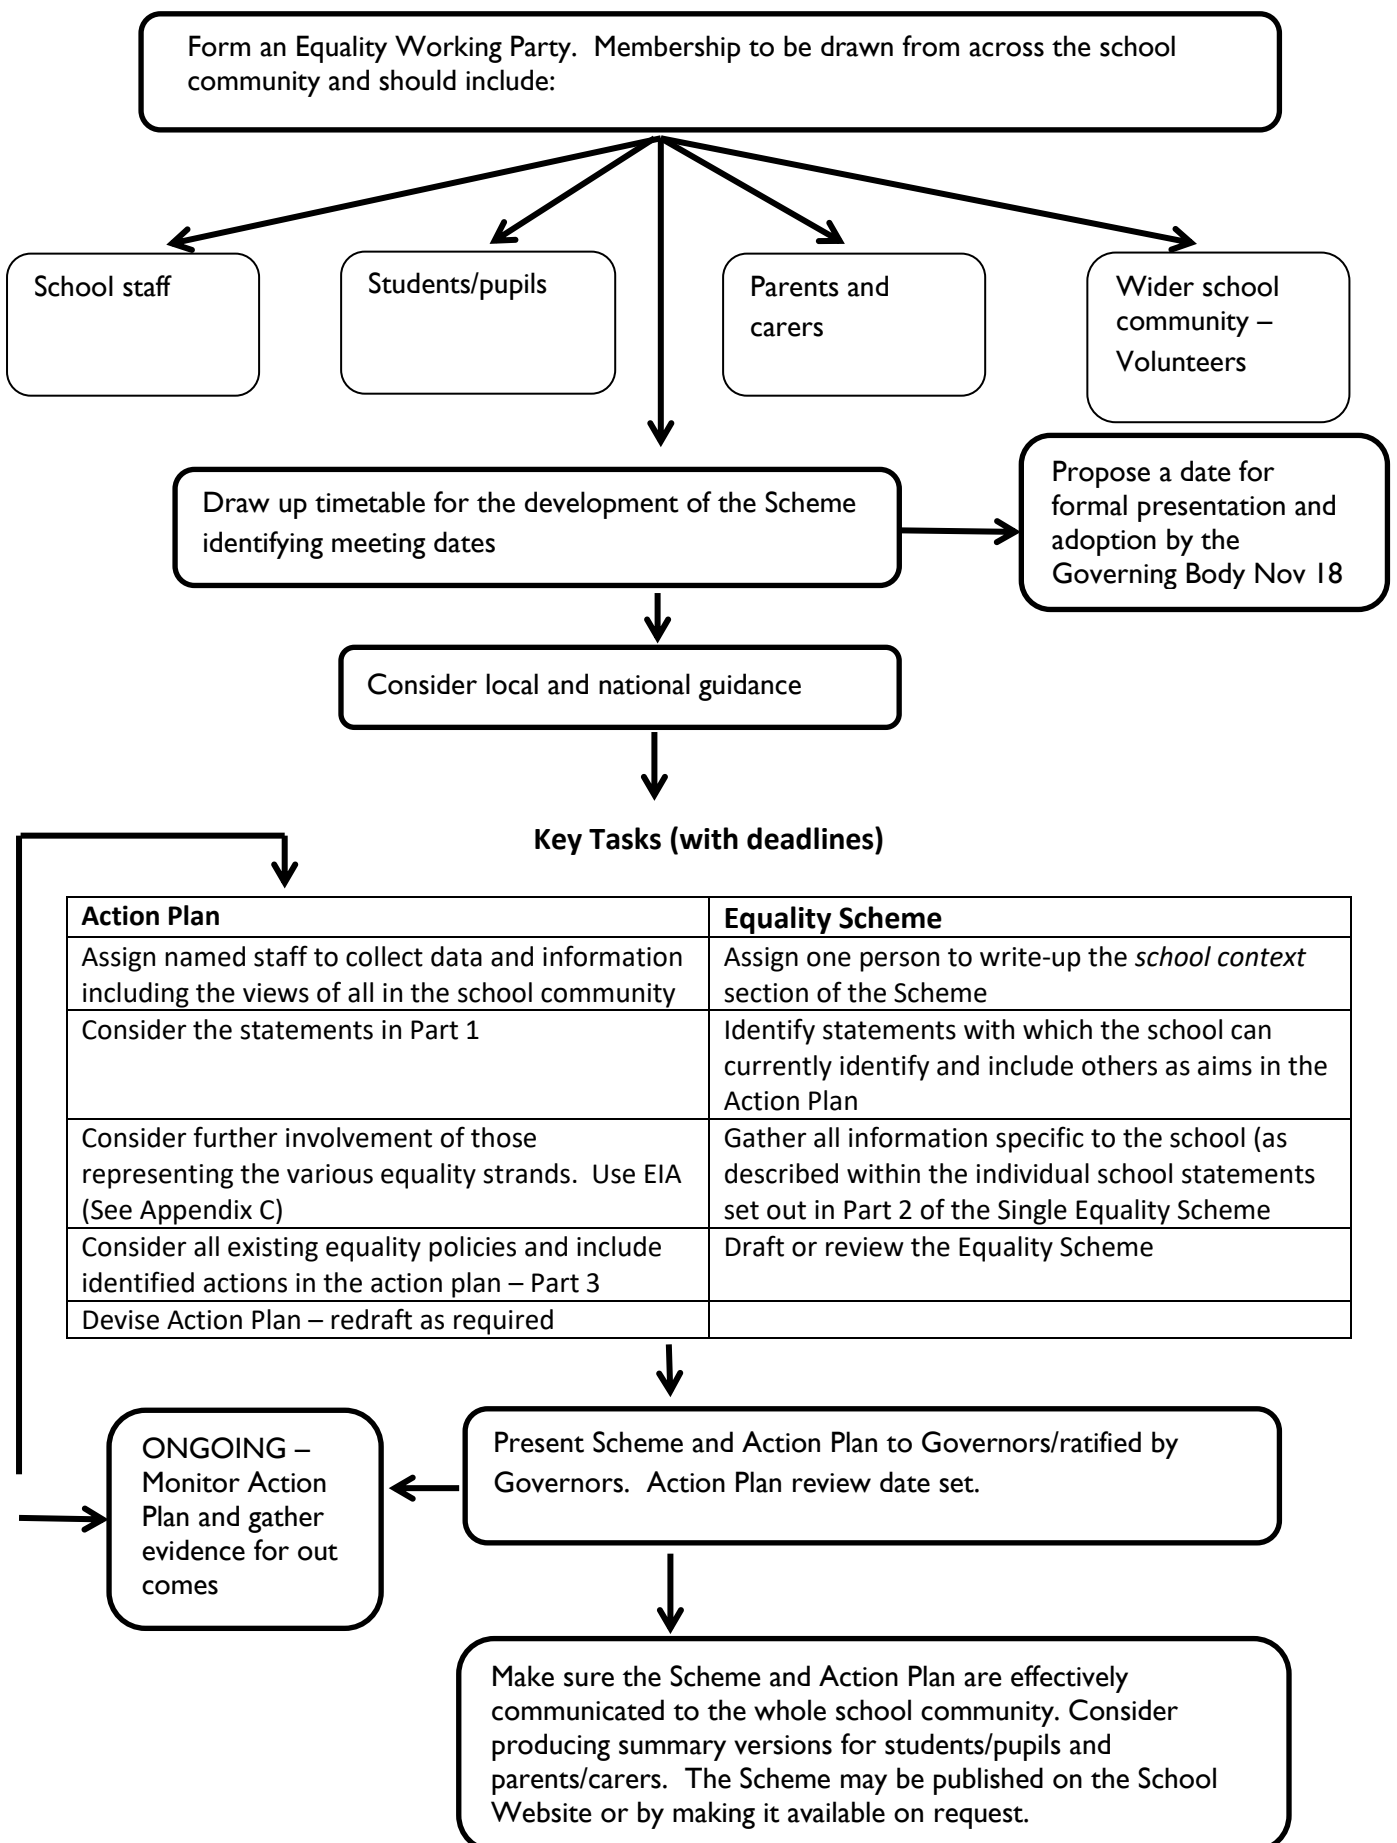 Form an Equality Working Party.  Membership to be drawn from across the school
community and should include:
School staff
Students/pupils
Parents and
carers
Wider school
community –
Volunteers
Draw up timetable for the development of the Scheme
identifying meeting dates
Propose a date for
formal presentation and
adoption by the
Governing Body Nov 18
Consider local and national guidance
Key Tasks (with deadlines)
Action Plan
Equality Scheme
Assign named staff to collect data and information
including the views of all in the school community
Assign one person to write-up the school context
section of the Scheme
Consider the statements in Part 1
Identify statements with which the school can
currently identify and include others as aims in the
Action Plan
Consider further involvement of those
representing the various equality strands.  Use EIA
(See Appendix C)
Gather all information specific to the school (as
described within the individual school statements
set out in Part 2 of the Single Equality Scheme
Consider all existing equality policies and include
identified actions in the action plan – Part 3
Draft or review the Equality Scheme
Devise Action Plan – redraft as required
ONGOING –
Monitor Action
Plan and gather
evidence for out
comes
Present Scheme and Action Plan to Governors/ratified by
Governors.  Action Plan review date set.
Make sure the Scheme and Action Plan are effectively
communicated to the whole school community. Consider
producing summary versions for students/pupils and
parents/carers.  The Scheme may be published on the School
Website or by making it available on request.